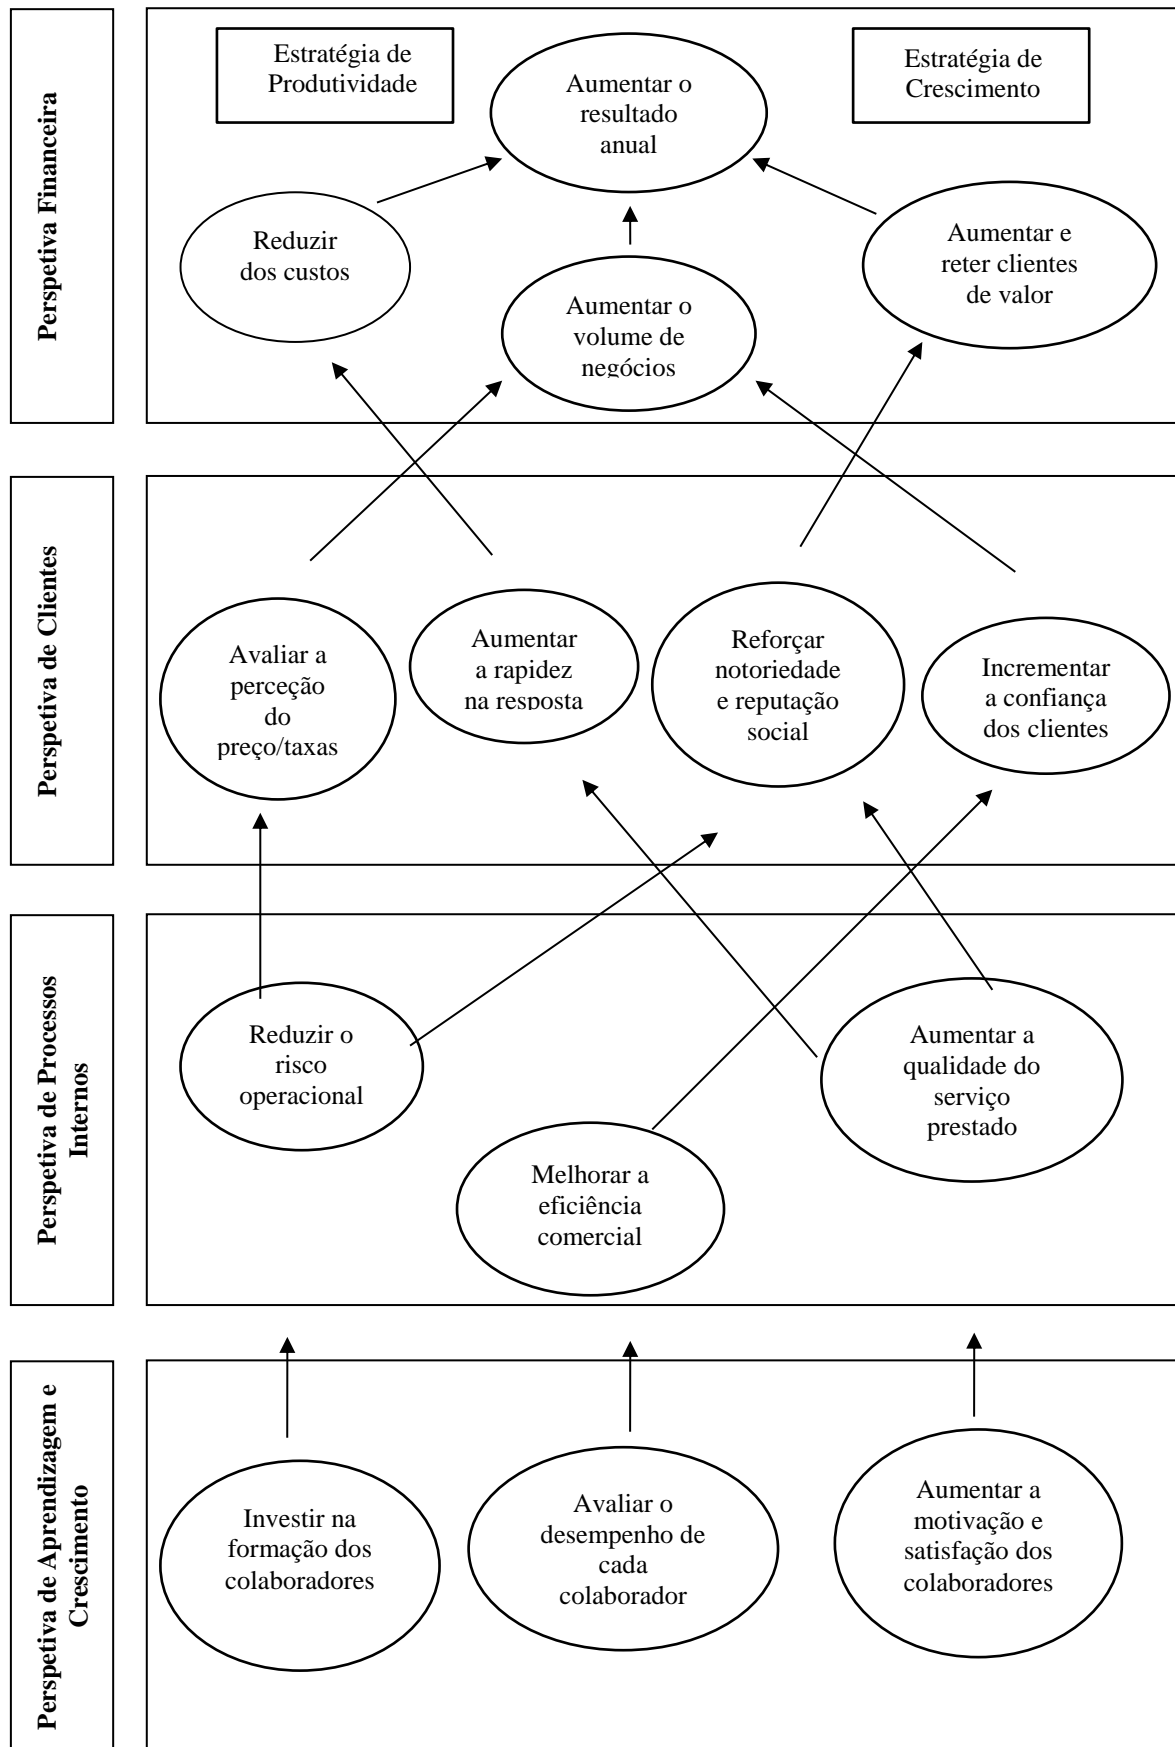 Perspetiva Financeira
Estratégia de
Produtividade
Aumentar o
resultado
anual
Estratégia de
Crescimento
Reduzir
dos custos
Aumentar o
volume de
negócios
Aumentar e
reter clientes
de valor
Perspetiva de Clientes
Avaliar a
perceção
do
preço/taxas
Aumentar
a rapidez
na resposta
Reforçar
notoriedade
e reputação
social
Incrementar
a confiança
dos clientes
Perspetiva de Processos
Internos
Reduzir o
risco
operacional
Melhorar a
eficiência
comercial
Aumentar a
qualidade do
serviço
prestado
Perspetiva de Aprendizagem e
Crescimento
Investir na
formação dos
colaboradores
Avaliar o
desempenho de
cada
colaborador
Aumentar a
motivação e
satisfação dos
colaboradores